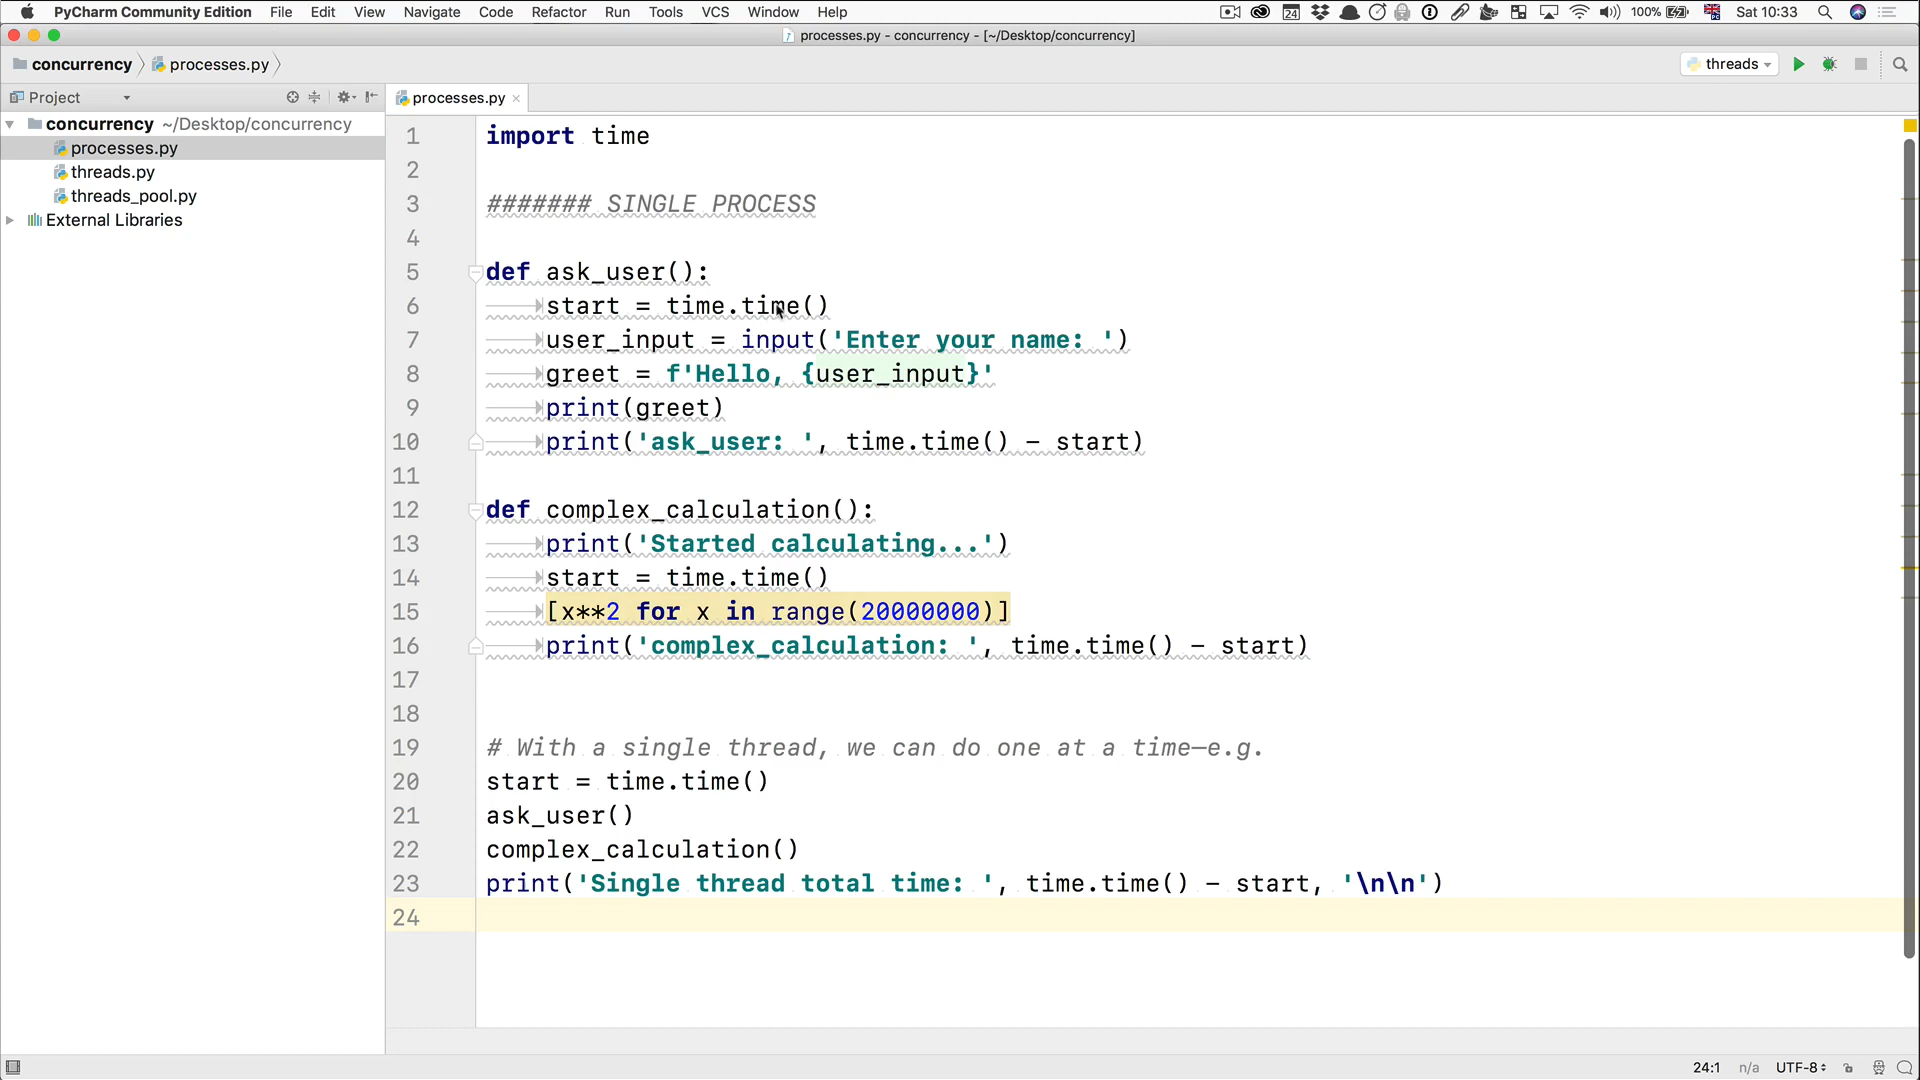 PyCharm Community Edition File Edit View Navigate Code Refactor Run Tools VCS Window Help 24 100% Sat 10:33
processes.py - concurrency - [~/Desktop/concurrency]
concurrency processes.py threads
Project processes.py
concurrency ~/Desktop/concurrency
processes.py
threads.py
threads_pool.py
External Libraries
1 import time
2
3 ####### SINGLE PROCESS
4
5 def ask_user():
6 start = time.time()
7 user_input = input('Enter your name: ')
8 greet = f'Hello, {user_input}'
9 print(greet)
10 print('ask_user: ', time.time() - start)
11
12 def complex_calculation():
13 print('Started calculating...')
14 start = time.time()
15 [x**2 for x in range(20000000)]
16 print('complex_calculation: ', time.time() - start)
17
18
19 # With a single thread, we can do one at a time—e.g.
20 start = time.time()
21 ask_user()
22 complex_calculation()
23 print('Single thread total time: ', time.time() - start, '\n\n')
24
24:1 n/a UTF-8